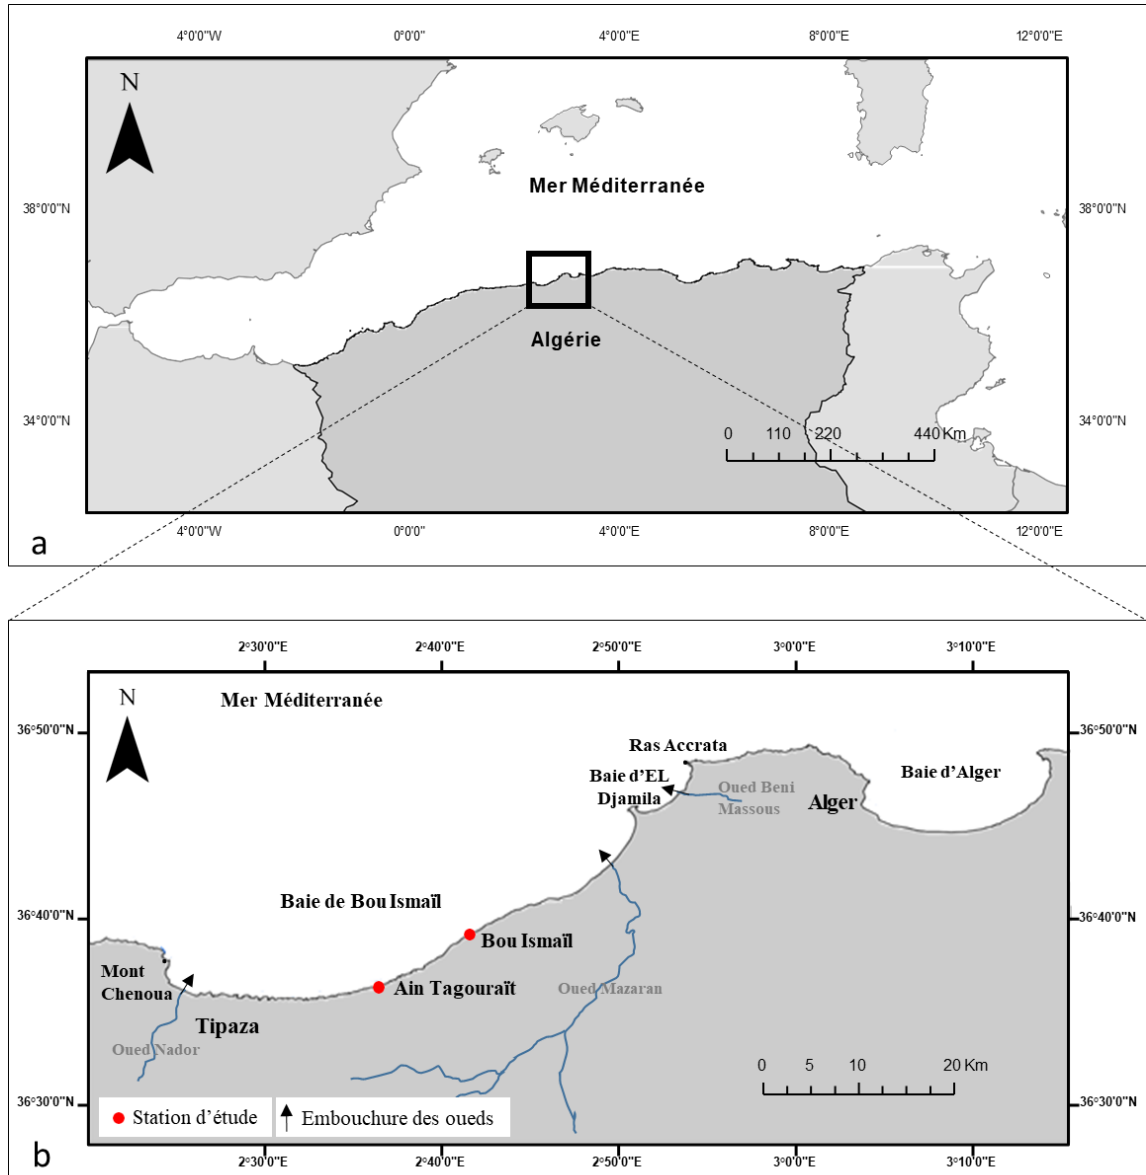 4°0'0"W 0°0'0" 4°0'0"E 8°0'0"E 12°0'0"E
N
Mer Méditerranée
38°0'0"N 38°0'0"N
Algérie
34°0'0"N 34°0'0"N
0 110 220 440 Km
4°0'0"W 0°0'0" 4°0'0"E 8°0'0"E 12°0'0"E
a
2°30'0"E 2°40'0"E 2°50'0"E 3°0'0"E 3°10'0"E
N
Mer Méditerranée
36°50'0"N 36°50'0"N
Ras Accrata
Baie d'EL
Djamila
Oued Beni
Massous
Alger
Baie d'Alger
Baie de Bou Ismaïl
36°40'0"N 36°40'0"N
Bou Ismaïl
Mont
Chenoua
Ain Tagouraït
Oued Mazaran
Tipaza
Oued Nador
0 5 10 20 Km
36°30'0"N 36°30'0"N
Station d'étude
Embouchure des oueds
b
2°30'0"E 2°40'0"E 2°50'0"E 3°0'0"E 3°10'0"E